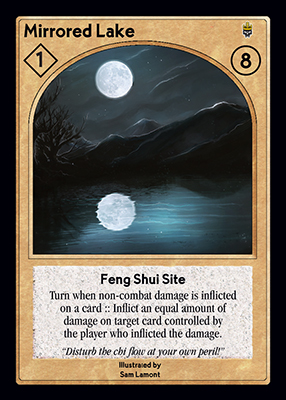 Mirrored Lake
1
8
Feng Shui Site
Turn when non-combat damage is inflicted
on a card :: Inflict an equal amount of
damage on target card controlled by
the player who inflicted the damage.
"Disturb the chi flow at your own peril!"
Illustrated by
Sam Lamont